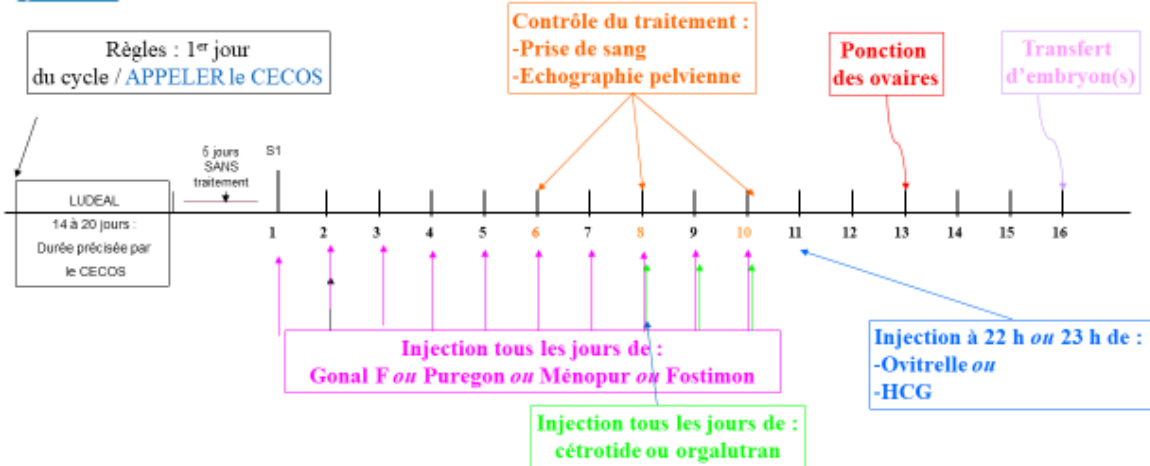 Règles : 1er jour
du cycle / APPELER le CECOS
Contrôle du traitement :
-Prise de sang
-Echographie pelvienne
Ponction
des ovaires
Transfert
d'embryon(s)
5 jours
SANS
traitement
S1
LUDEAL
14 à 20 jours :
Durée précisée par
le CECOS
1 2 3 4 5 6 7 8 9 10 11 12 13 14 15 16
Injection tous les jours de :
Gonal F ou Puregon ou Ménopur ou Fostimon
Injection à 22 h ou 23 h de :
-Ovitrelle ou
-HCG
Injection tous les jours de :
cétrotide ou orgalutran